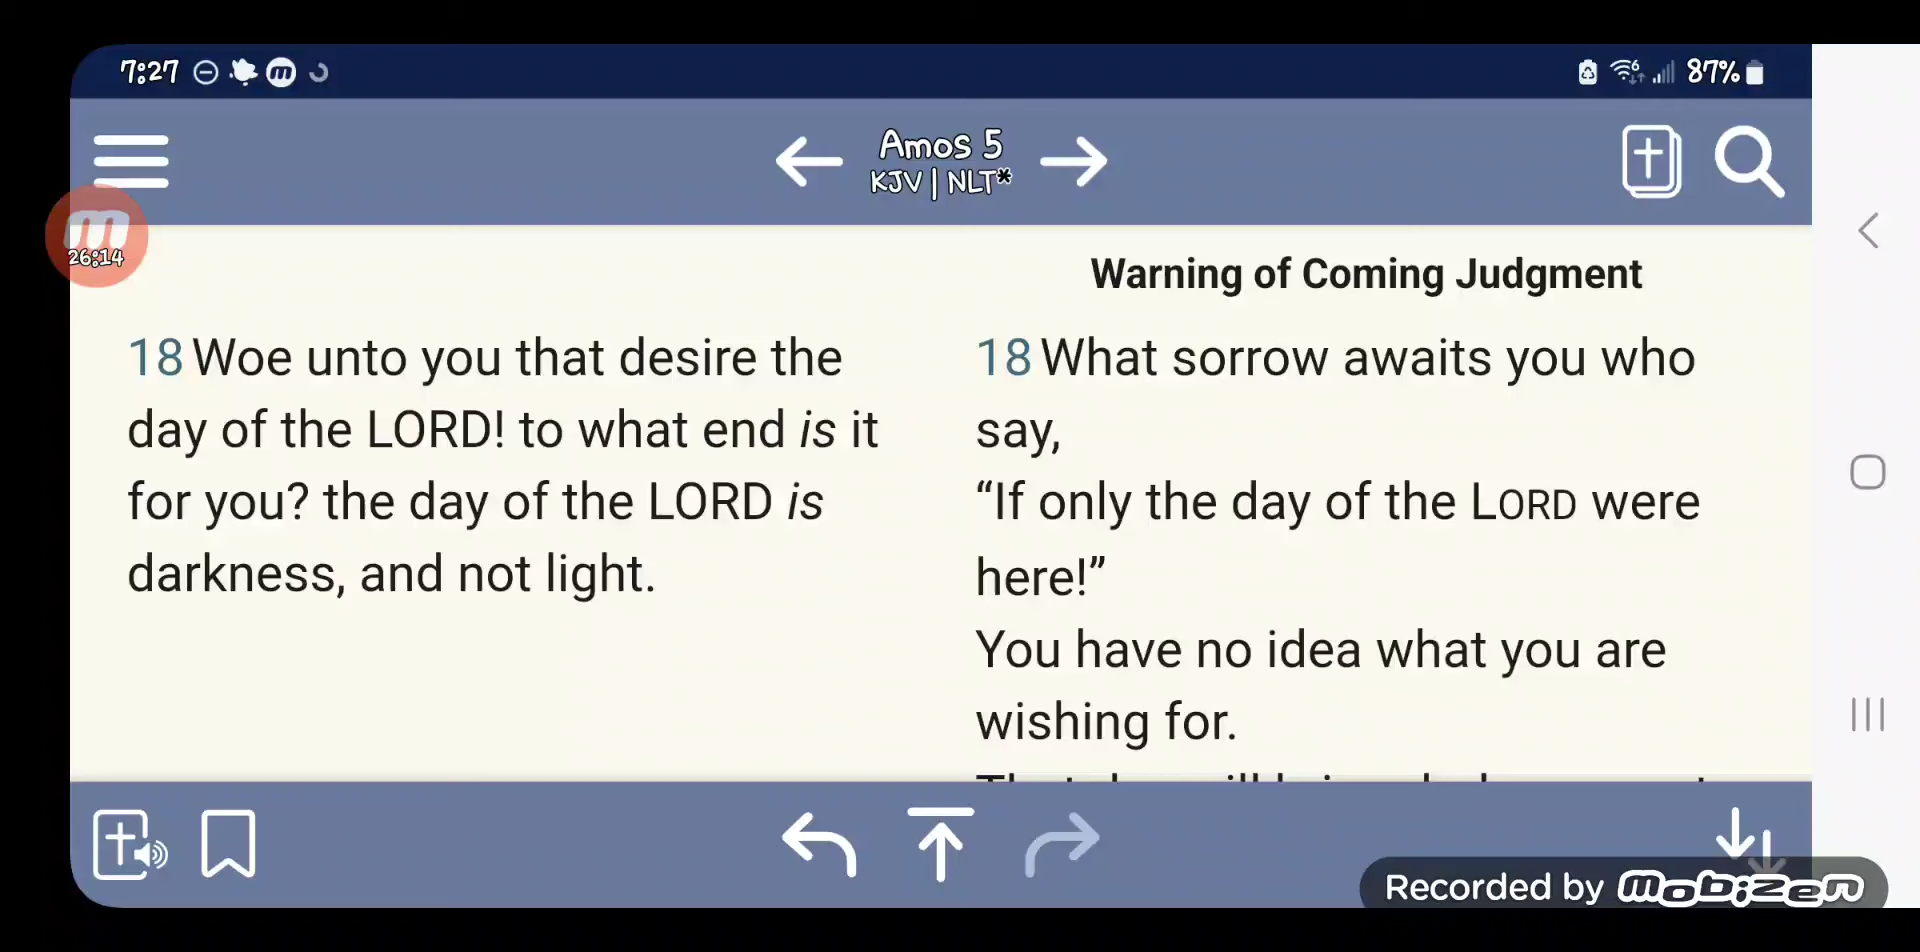 7:27
6 87%
Amos 5
KJV | NLT*
26:14
Warning of Coming Judgment
18 Woe unto you that desire the
day of the LORD! to what end is it
for you? the day of the LORD is
darkness, and not light.
18 What sorrow awaits you who
say,
“If only the day of the LORD were
here!”
You have no idea what you are
wishing for.
Recorded by mobizen